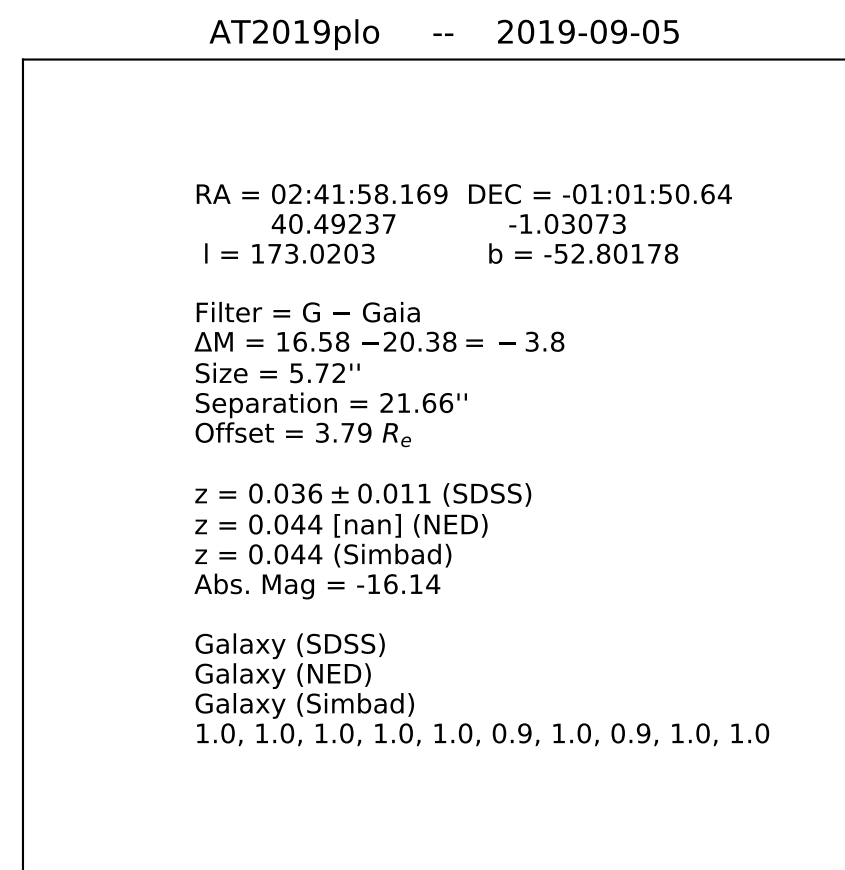 AT2019plo -- 2019-09-05
RA = 02:41:58.169 DEC = -01:01:50.64
40.49237 -1.03073
l = 173.0203 b = -52.80178
Filter = G − Gaia
ΔM = 16.58 −20.38 = − 3.8
Size = 5.72''
Separation = 21.66''
Offset = 3.79 Rₑ
z = 0.036 ± 0.011 (SDSS)
z = 0.044 [nan] (NED)
z = 0.044 (Simbad)
Abs. Mag = -16.14
Galaxy (SDSS)
Galaxy (NED)
Galaxy (Simbad)
1.0, 1.0, 1.0, 1.0, 1.0, 0.9, 1.0, 0.9, 1.0, 1.0